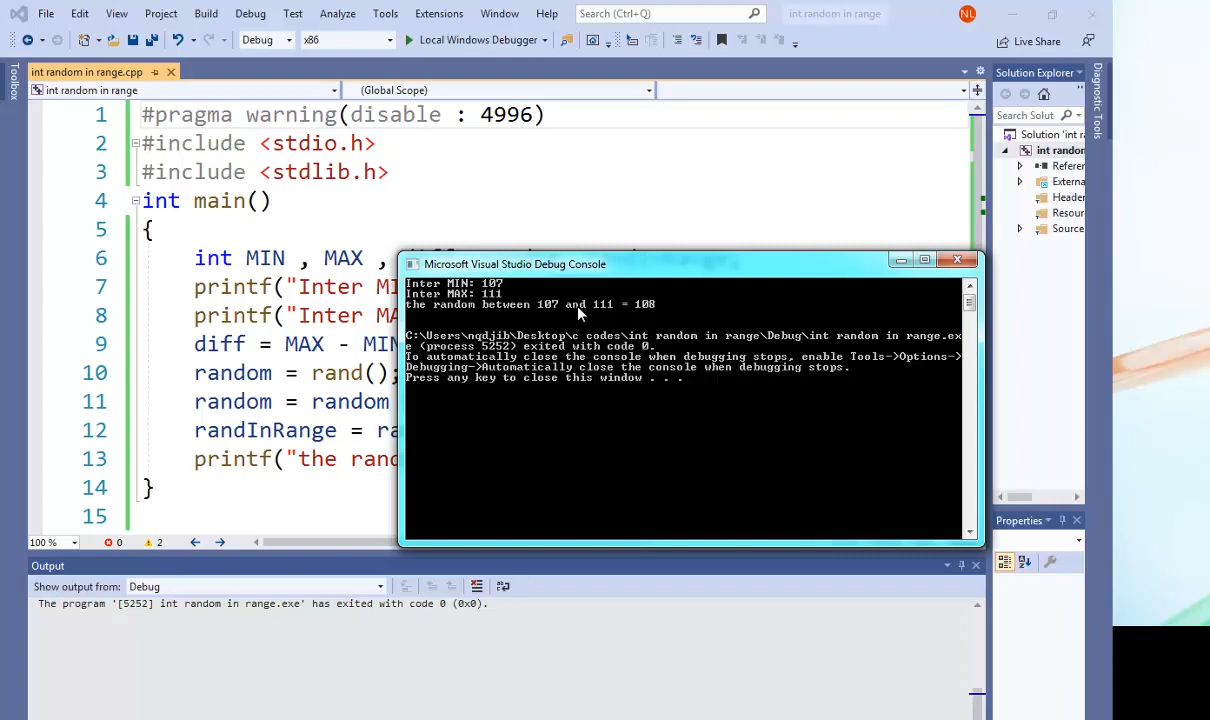 File Edit View Project Build Debug Test Analyze Tools Extensions Window Help Search (Ctrl+Q) int random in range NL
Debug x86 Local Windows Debugger Live Share
Toolbox
int random in range.cpp
Solution Explorer
Diagnostic Tools
int random in range (Global Scope)
Search Solut
1 #pragma warning(disable : 4996)
2 #include <stdio.h>
3 #include <stdlib.h>
4 int main()
5 {
6 int MIN , MAX ,
7 printf("Inter MI
8 printf("Inter MA
9 diff = MAX - MIN
10 random = rand();
11 random = random
12 randInRange = ra
13 printf("the rand
14 }
15
Solution 'int ra
int random
Referer
Externa
Header
Resour
Source
Microsoft Visual Studio Debug Console
Inter MIN: 107
Inter MAX: 111
the random between 107 and 111 = 108
C:\Users\ngdjib\Desktop\c codes\int random in range\Debug\int random in range.ex
e (process 5252) exited with code 0.
To automatically close the console when debugging stops, enable Tools->Options->
Debugging->Automatically close the console when debugging stops.
Press any key to close this window . . .
100 % 0 2
Properties
Output
Show output from: Debug
The program '[5252] int random in range.exe' has exited with code 0 (0x0).